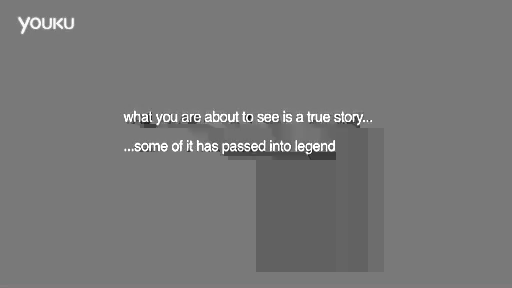 YOUKU
what you are about to see is a true story...
...some of it has passed into legend